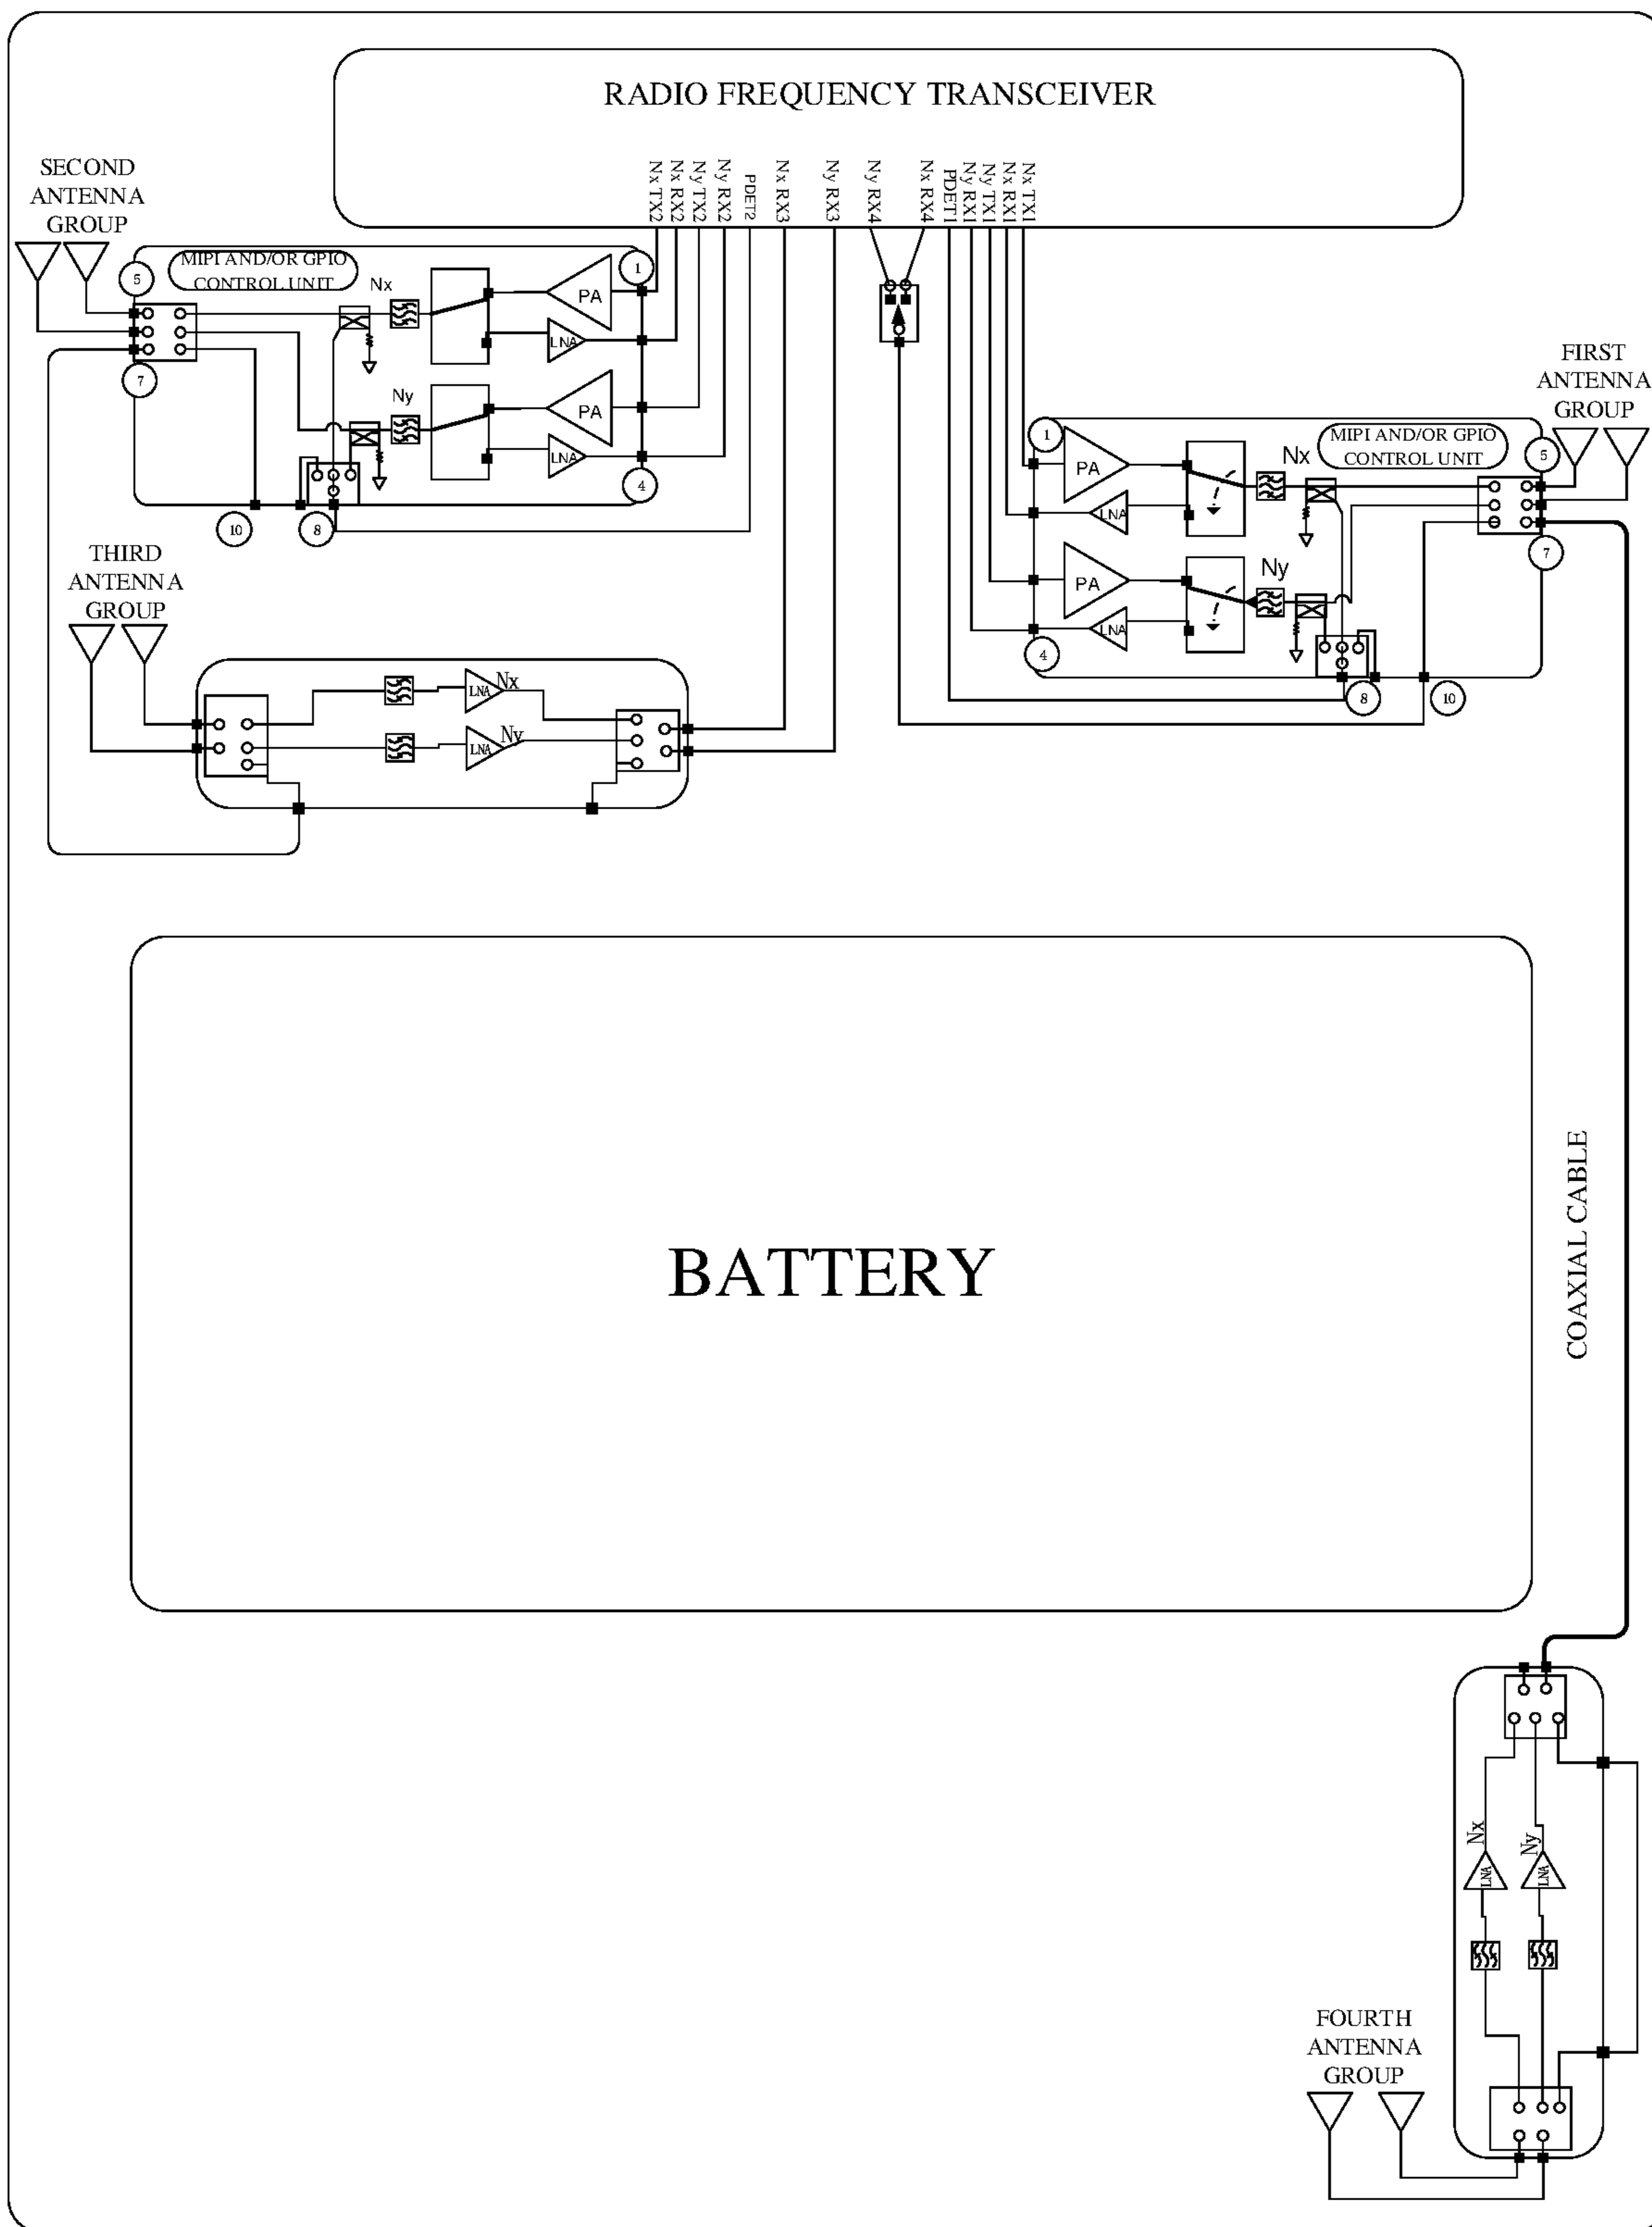 RADIO FREQUENCY TRANSCEIVER
Nx TX2
Nx RX2
Ny TX2
Ny RX2
PDET2
Nx RX3
Ny RX3
Ny RX4
Nx RX4
PDET1
Ny RX1
Ny TX1
Nx RX1
Nx TX1
SECOND
ANTENNA
GROUP
5
MIPI AND/OR GPIO
CONTROL UNIT
Nx
PA
1
LNA
7
Ny
PA
LNA
4
10
8
FIRST
ANTENNA
GROUP
1
PA
Nx
MIPI AND/OR GPIO
CONTROL UNIT
5
LNA
7
PA
Ny
LNA
4
8
10
THIRD
ANTENNA
GROUP
LNA
Nx
LNA
Ny
BATTERY
COAXIAL CABLE
Nx
Ny
LNA
LNA
FOURTH
ANTENNA
GROUP